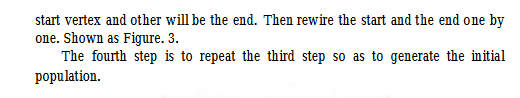 start vertex and other will be the end. Then rewire the start and the end one by
one. Shown as Figure. 3.
The fourth step is to repeat the third step so as to generate the initial
population.